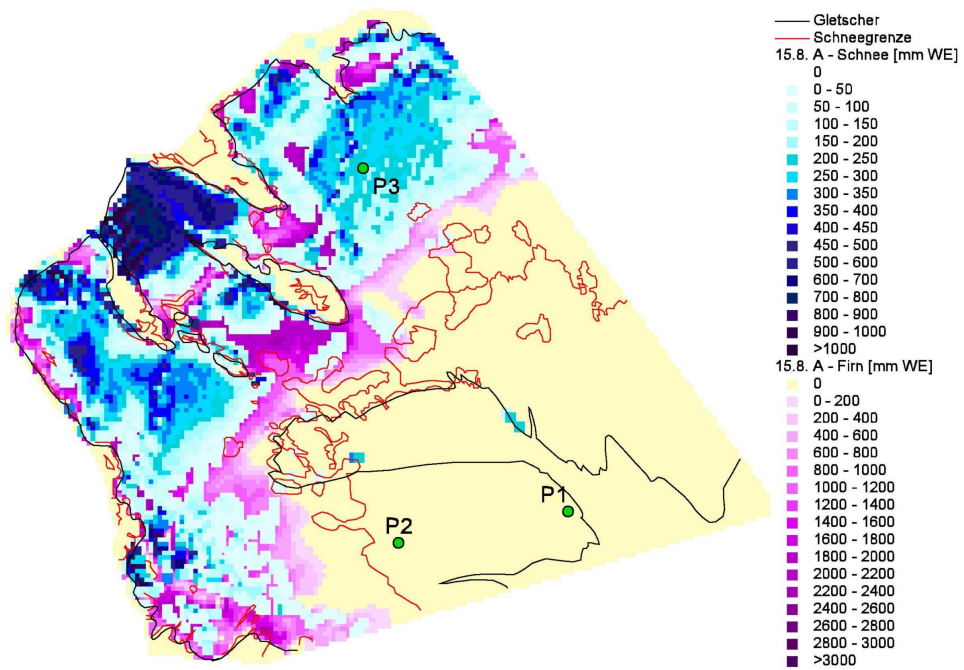 Gletscher
Schneegrenze
15.8. A - Schnee [mm WE]
0
0 - 50
50 - 100
100 - 150
150 - 200
200 - 250
250 - 300
300 - 350
350 - 400
400 - 450
450 - 500
500 - 600
600 - 700
700 - 800
800 - 900
900 - 1000
>1000
15.8. A - Firn [mm WE]
0
0 - 200
200 - 400
400 - 600
600 - 800
800 - 1000
1000 - 1200
1200 - 1400
1400 - 1600
1600 - 1800
1800 - 2000
2000 - 2200
2200 - 2400
2400 - 2600
2600 - 2800
2800 - 3000
>3000
P3
P1
P2